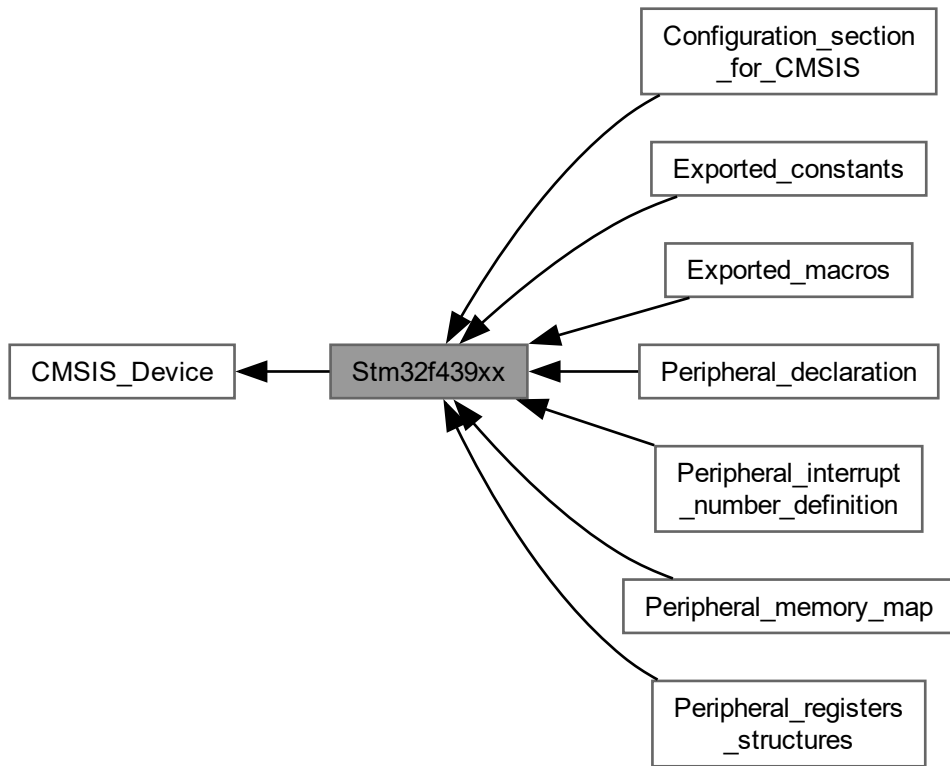 Configuration_section
_for_CMSIS
Exported_constants
Exported_macros
CMSIS_Device
Stm32f439xx
Peripheral_declaration
Peripheral_interrupt
_number_definition
Peripheral_memory_map
Peripheral_registers
_structures